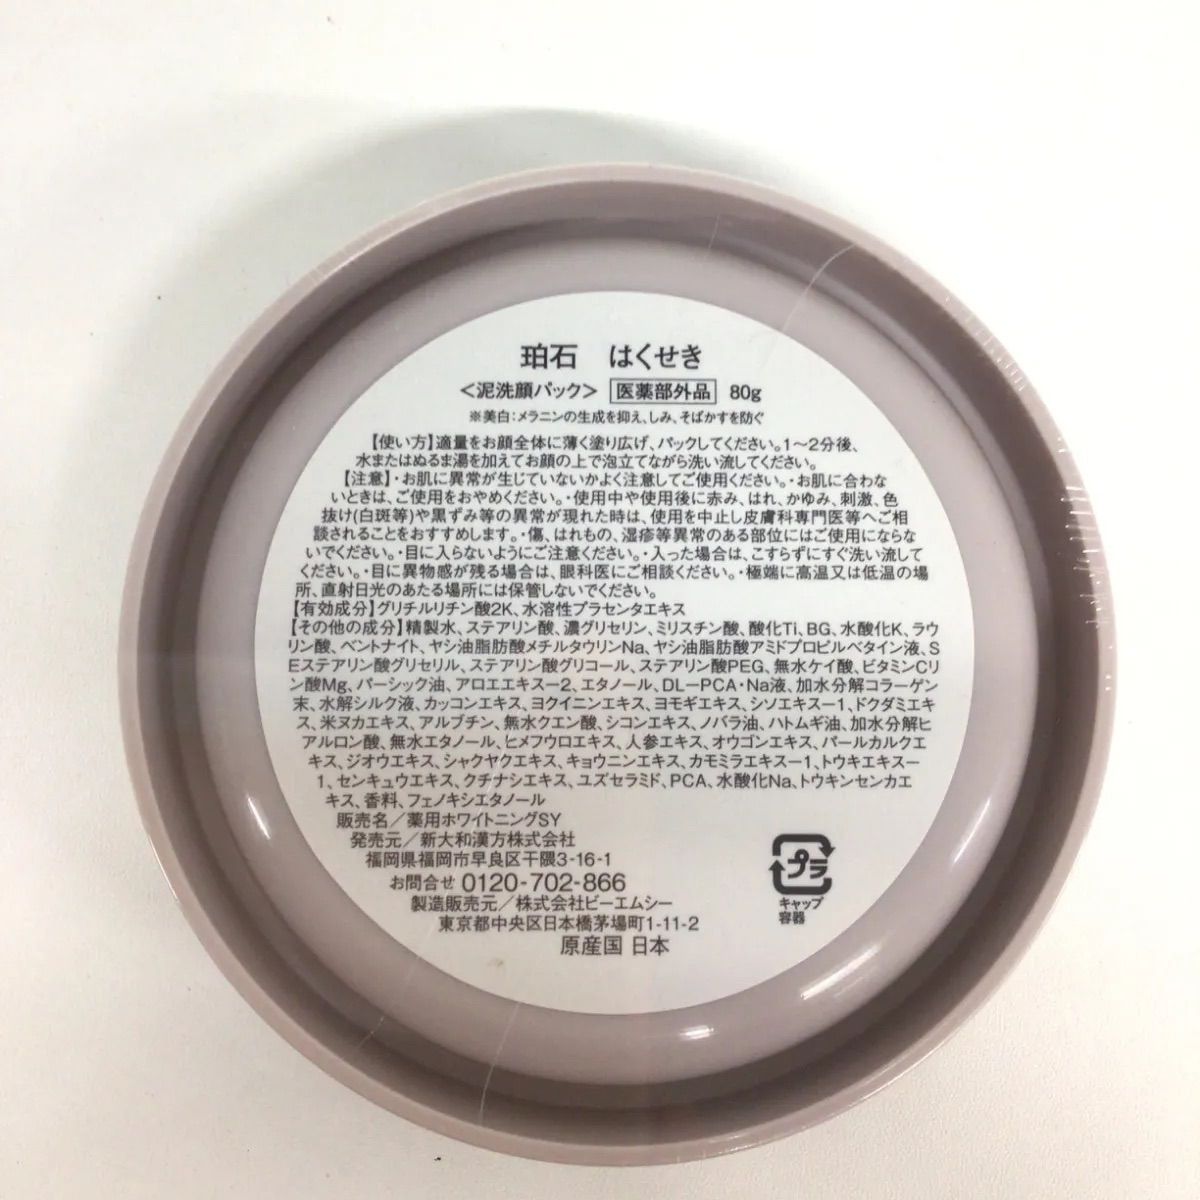 珀石　はくせき
＜泥洗顔パック＞ 医薬部外品 80g
※美白：メラニンの生成を抑え、しみ、そばかすを防ぐ
【使い方】適量をお顔全体に薄く塗り広げ、パックしてください。1〜2分後、
水またはぬるま湯を加えてお顔の上で泡立てながら洗い流してください。
【注意】・お肌に異常が生じていないかよく注意してご使用ください。・お肌に合わな
いときは、ご使用をおやめください。・使用中や使用後に赤み、はれ、かゆみ、刺激、色
抜け(白斑等)や黒ずみ等の異常が現れた時は、使用を中止し皮膚科専門医等へご相
談されることをおすすめします。・傷、はれもの、湿疹等異常のある部位にはご使用にならな
いでください。・目に入らないようにご注意ください。・入った場合は、こすらずにすぐ洗い流して
ください。・目に異物感が残る場合は、眼科医にご相談ください。・極端に高温又は低温の場
所、直射日光のあたる場所には保管しないでください。
【有効成分】グリチルリチン酸2K、水溶性プラセンタエキス
【その他の成分】精製水、ステアリン酸、濃グリセリン、ミリスチン酸、酸化Ti、BG、水酸化K、ラウ
リン酸、ベントナイト、ヤシ油脂肪酸メチルタウリンNa、ヤシ油脂肪酸アミドプロピルベタイン液、S
Eステアリン酸グリセリル、ステアリン酸グリコール、ステアリン酸PEG、無水ケイ酸、ビタミンCリ
ン酸Mg、パーシック油、アロエエキス－2、エタノール、DL－PCA・Na液、加水分解コラーゲン
末、水解シルク液、カッコンエキス、ヨクイニンエキス、ヨモギエキス、シソエキス－1、ドクダミエキ
ス、米ヌカエキス、アルブチン、無水クエン酸、シコンエキス、ノバラ油、ハトムギ油、加水分解ヒ
アルロン酸、無水エタノール、ヒメフウロエキス、人参エキス、オウゴンエキス、パールカルクエ
キス、ジオウエキス、シャクヤクエキス、キョウニンエキス、カモミラエキス－1、トウキエキス－
1、センキュウエキス、クチナシエキス、ユズセラミド、PCA、水酸化Na、トウキンセンカエ
キス、香料、フェノキシエタノール
販売名／薬用ホワイトニングSY
発売元／新大和漢方株式会社
福岡県福岡市早良区干隈3-16-1
お問合せ 0120-702-866
製造販売元／株式会社ビーエムシー
東京都中央区日本橋茅場町1-11-2
原産国 日本
プラ
キャップ
容器